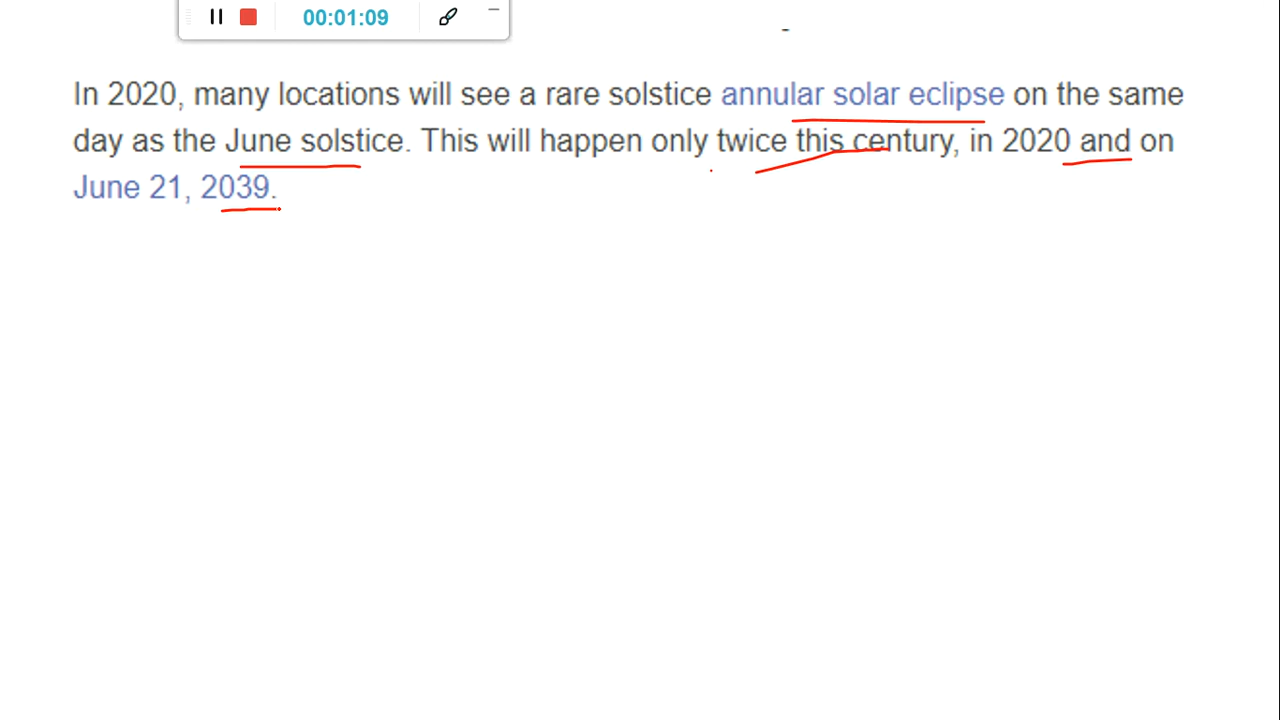 00:01:09
In 2020, many locations will see a rare solstice annular solar eclipse on the same
day as the June solstice. This will happen only twice this century, in 2020 and on
June 21, 2039.